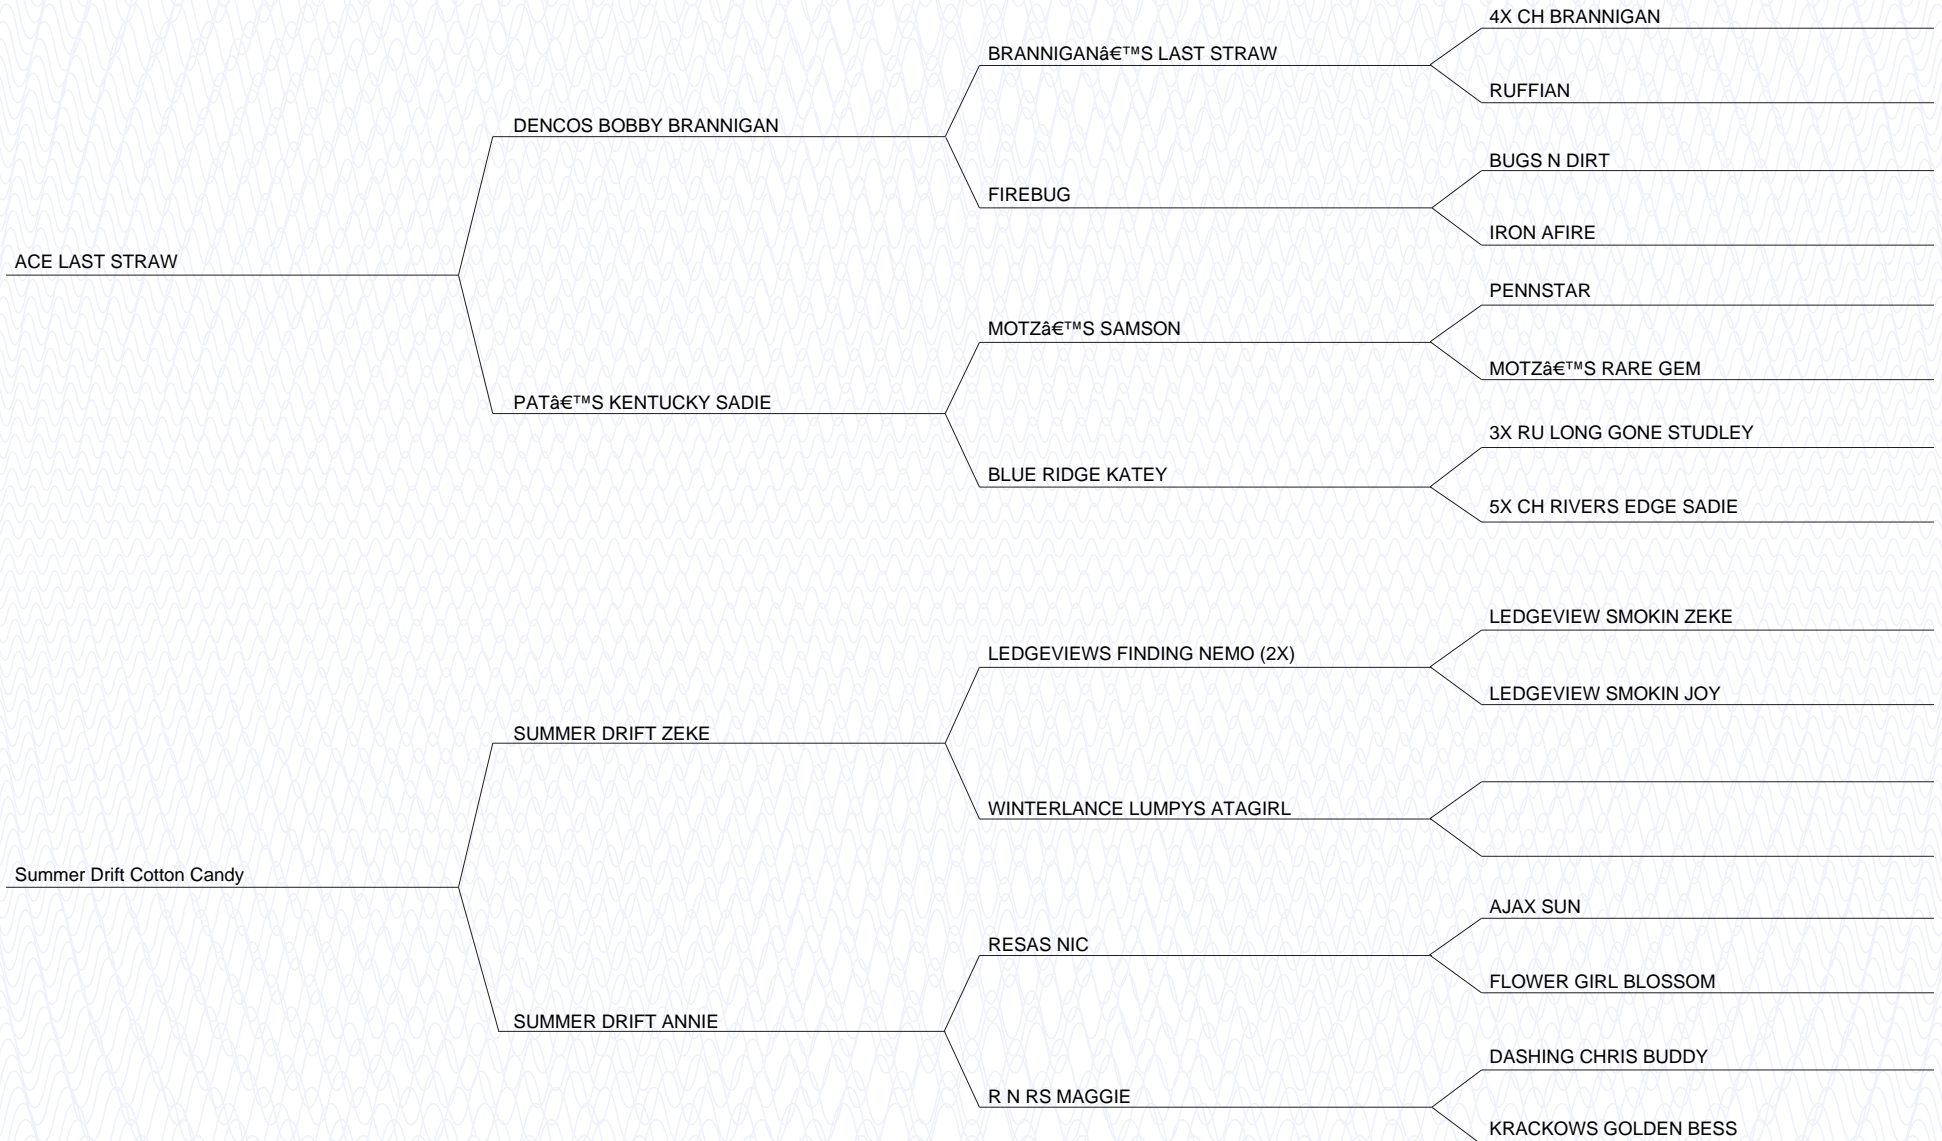 4X CH BRANNIGAN
BRANNIGANâ€™S LAST STRAW
RUFFIAN
DENCOS BOBBY BRANNIGAN
BUGS N DIRT
FIREBUG
IRON AFIRE
ACE LAST STRAW
PENNSTAR
MOTZâ€™S SAMSON
MOTZâ€™S RARE GEM
PATâ€™S KENTUCKY SADIE
3X RU LONG GONE STUDLEY
BLUE RIDGE KATEY
5X CH RIVERS EDGE SADIE
LEDGEVIEW SMOKIN ZEKE
LEDGEVIEWS FINDING NEMO (2X)
LEDGEVIEW SMOKIN JOY
SUMMER DRIFT ZEKE
WINTERLANCE LUMPYS ATAGIRL
Summer Drift Cotton Candy
AJAX SUN
RESAS NIC
FLOWER GIRL BLOSSOM
SUMMER DRIFT ANNIE
DASHING CHRIS BUDDY
R N RS MAGGIE
KRACKOWS GOLDEN BESS